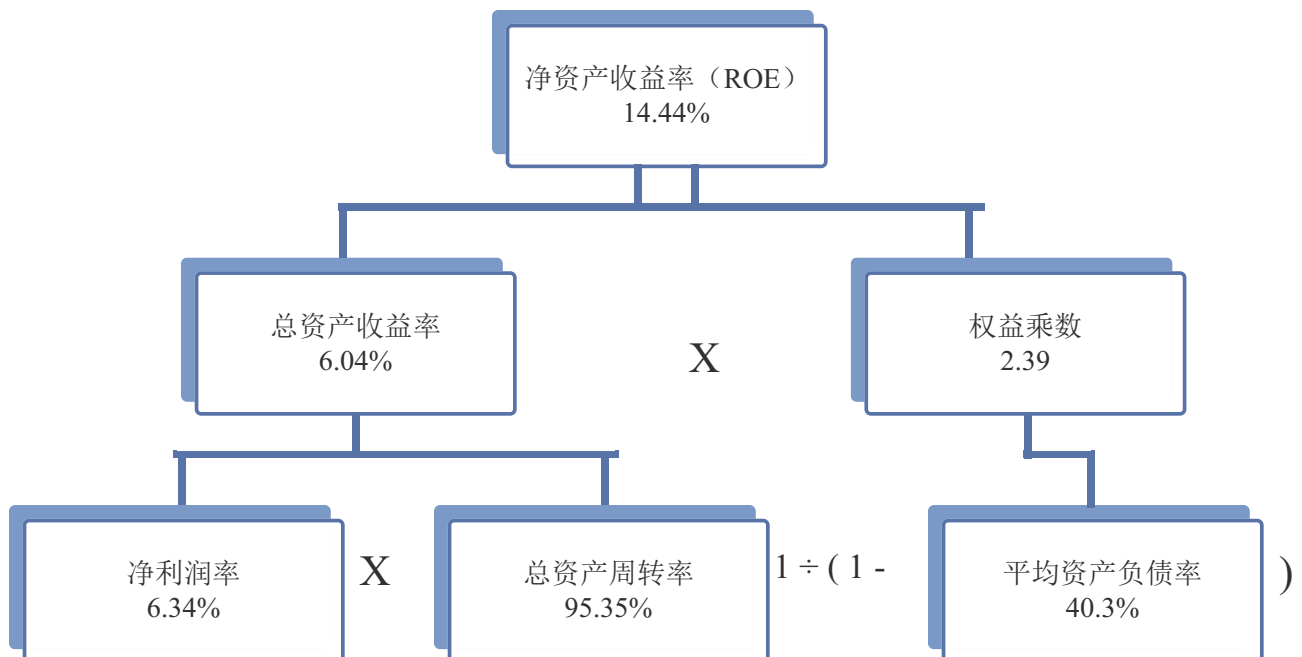 净资产收益率（ROE）
14.44%
总资产收益率
6.04%
X
权益乘数
2.39
净利润率
6.34%
X
总资产周转率
95.35%
1 ÷ ( 1 -
平均资产负债率
40.3%
)